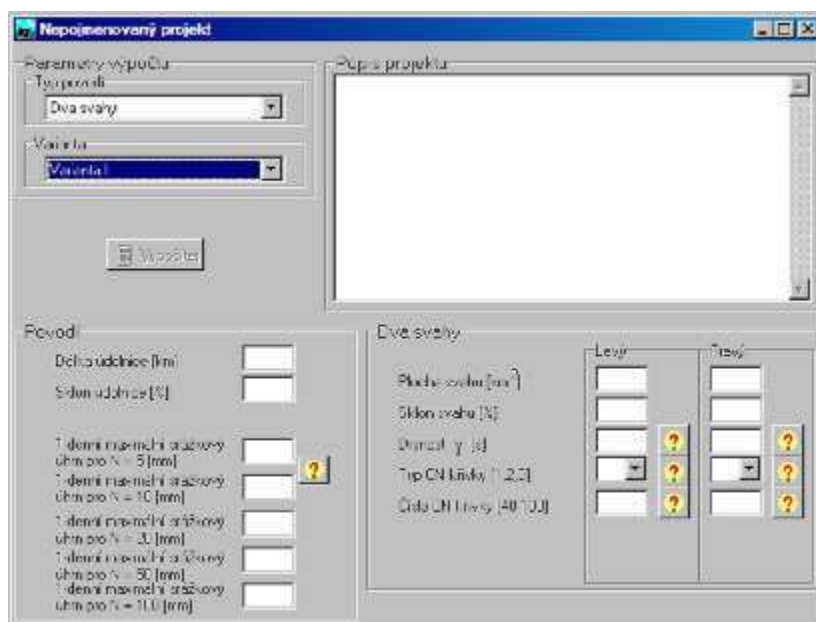 Nepojmenovaný projekt
Parametry výpočtu
Typ povodí
Dva svahy
Varianta
Varianta I
Výpočet
Popis projektu
Povodí
Délka údolnice [km]
Sklon údolnice [%]
1-denní maximální srážkový
úhrn pro N = 5 [mm]
1-denní maximální srážkový
úhrn pro N = 10 [mm]
1-denní maximální srážkový
úhrn pro N = 20 [mm]
1-denní maximální srážkový
úhrn pro N = 50 [mm]
1-denní maximální srážkový
úhrn pro N = 100 [mm]
Dva svahy
Levý
Pravý
Plocha svahu [km²]
Sklon svahu [%]
Drsnost γ [s]
Typ CN křivky [1,2,3]
Číslo CN křivky [40-100]